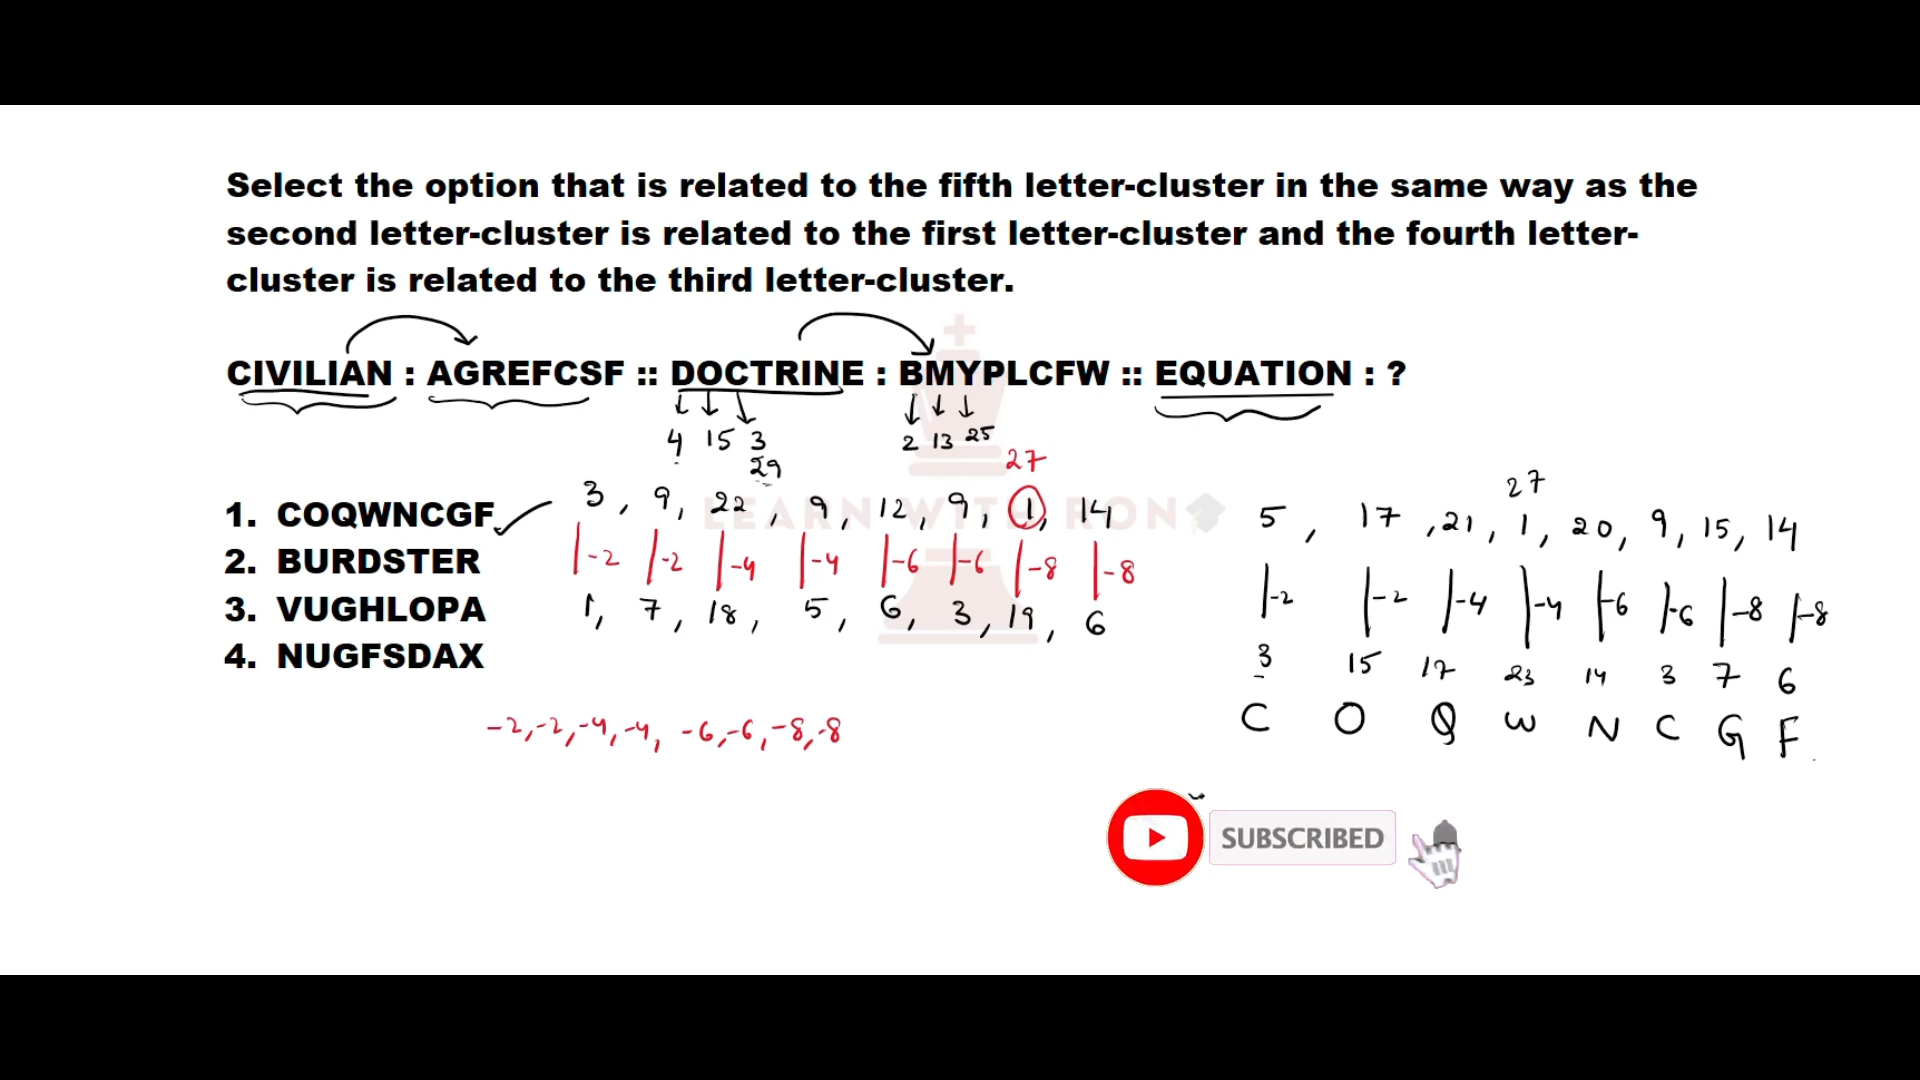 Select the option that is related to the fifth letter-cluster in the same way as the
second letter-cluster is related to the first letter-cluster and the fourth letter-
cluster is related to the third letter-cluster.
CIVILIAN : AGREFCSF :: DOCTRINE : BMYPLCFW :: EQUATION : ?
4 15 3 2 13 25
29 27
27
1. COQWNCGF
3, 9, 22, 9, 12, 9, 1, 14
5, 17, 21, 1, 20, 9, 15, 14
LEARN WITH RON
2. BURDSTER
-2 -2 -4 -4 -6 -6 -8 -8
-2 -2 -4 -4 -6 -6 -8 -8
3. VUGHLOPA
1, 7, 18, 5, 6, 3, 19, 6
4. NUGFSDAX
3 15 17 23 14 3 7 6
C O Q W N C G F
-2,-2,-4,-4,-6,-6,-8,-8
SUBSCRIBED